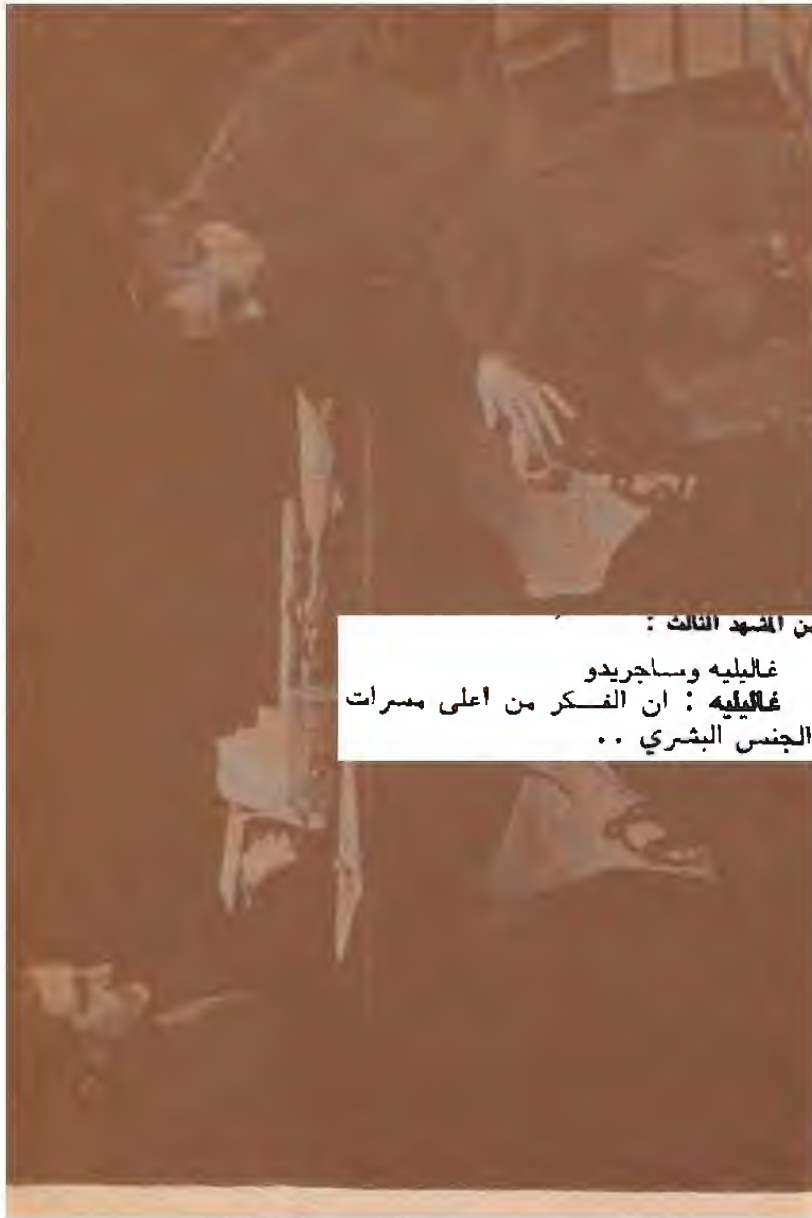 من المشهد الثالث :
غاليليه وساجريدو
غاليليه : ان الفكر من اعلى مسرات
الجنس البشري ..